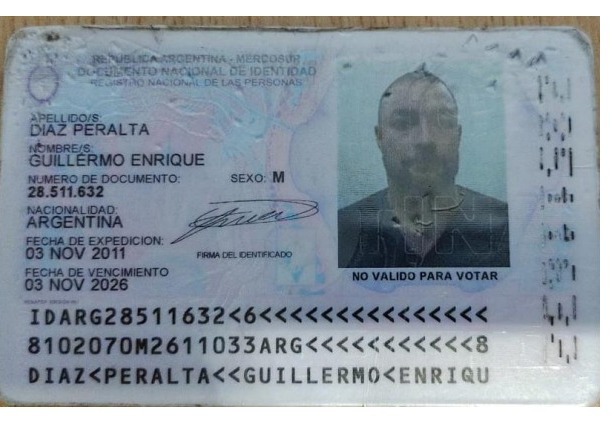 REPUBLICA ARGENTINA - MERCOSUR
DOCUMENTO NACIONAL DE IDENTIDAD
REGISTRO NACIONAL DE LAS PERSONAS
APELLIDO/S:
DIAZ PERALTA
NOMBRE/S:
GUILLERMO ENRIQUE
NUMERO DE DOCUMENTO: SEXO: M
28.511.632
NACIONALIDAD:
ARGENTINA
FECHA DE EXPEDICION:
03 NOV 2011
FIRMA DEL IDENTIFICADO
FECHA DE VENCIMIENTO
03 NOV 2026
NO VALIDO PARA VOTAR
IDARG28511632<6<<<<<<<<<<<<<<<
8102070M2611033ARG<<<<<<<<<<<8
DIAZ<PERALTA<<GUILLERMO<ENRIQU